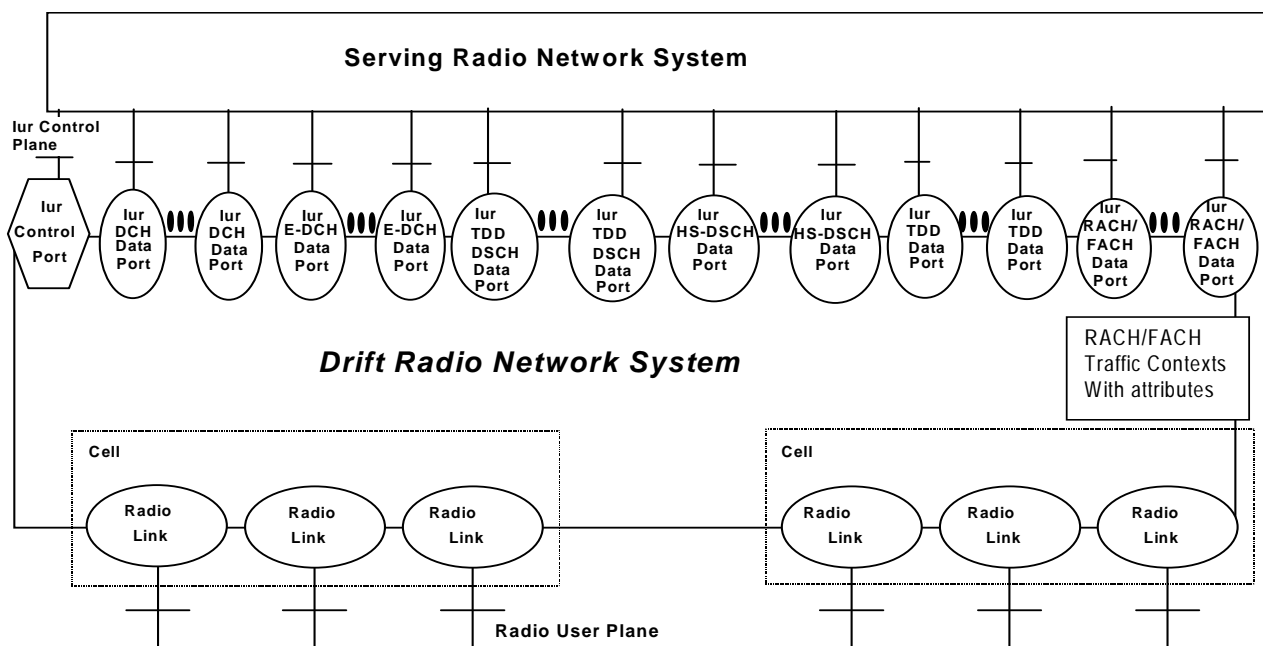 Serving Radio Network System
Iur Control
Plane
Iur
Control
Port
Iur
DCH
Data
Port
Iur
DCH
Data
Port
Iur
E-DCH
Data
Port
Iur
E-DCH
Data
Port
Iur
TDD
DSCH
Data
Port
Iur
TDD
DSCH
Data
Port
Iur
HS-DSCH
Data
Port
Iur
HS-DSCH
Data
Port
Iur
TDD
Data
Port
Iur
TDD
Data
Port
Iur
RACH/
FACH
Data
Port
Iur
RACH/
FACH
Data
Port
Drift Radio Network System
RACH/FACH
Traffic Contexts
With attributes
Cell
Radio
Link
Radio
Link
Radio
Link
Cell
Radio
Link
Radio
Link
Radio
Link
Radio User Plane